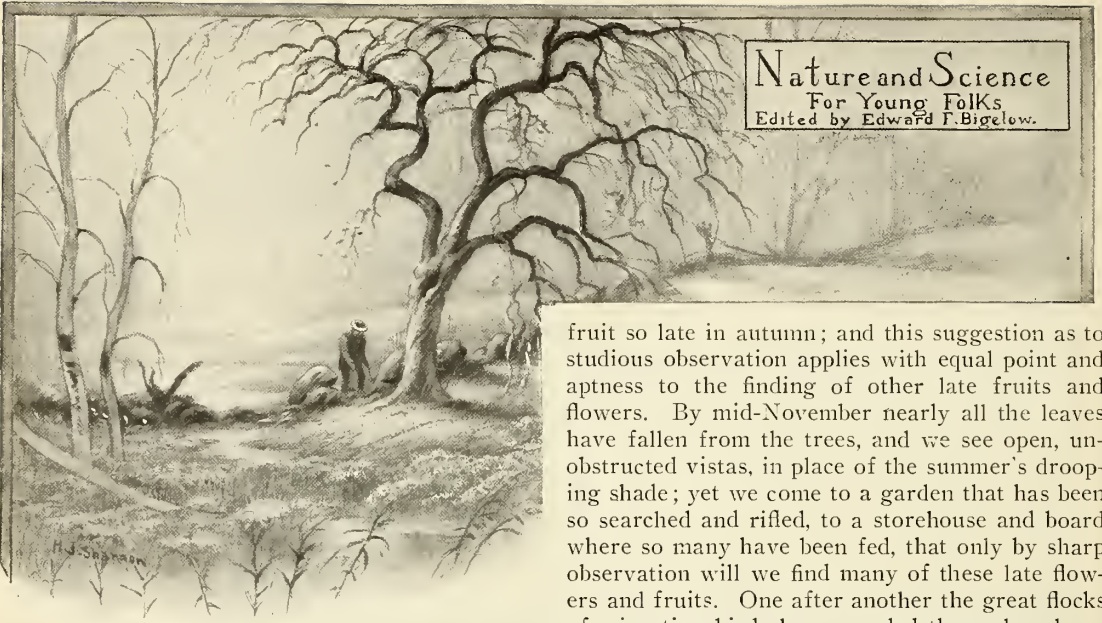 Nature and Science
For Young Folks
Edited by Edward F. Bigelow.
H. J. Shannon
fruit so late in autumn; and this suggestion as to
studious observation applies with equal point and
aptness to the finding of other late fruits and
flowers. By mid-November nearly all the leaves
have fallen from the trees, and we see open, un-
obstructed vistas, in place of the summer's droop-
ing shade; yet we come to a garden that has been
so searched and rifled, to a storehouse and board
where so many have been fed, that only by sharp
observation will we find many of these late flow-
ers and fruits. One after another the great flocks